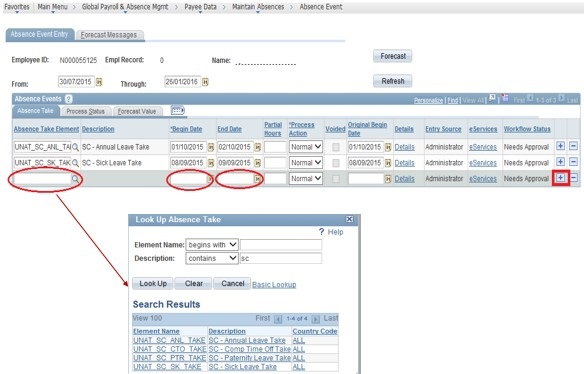 Favorites Main Menu > Global Payroll & Absence Mgmt > Payee Data > Maintain Absences > Absence Event
Absence Event Entry Forecast Messages
Employee ID: N000055125 Empl Record: 0 Name: Forecast
From: 30/07/2015 Through: 26/01/2016 Refresh
Absence Events Personalize | Find | View All | First 1-3 of 3 Last
Absence Take Process Status Forecast Value
Absence Take Element Description *Begin Date End Date Partial Hours *Process Action Voided Original Begin Date Details Entry Source eServices Workflow Status
UNAT_SC_ANL_TA SC - Annual Leave Take 01/10/2015 02/10/2015 Normal 01/10/2015 Details Administrator eServices Needs Approval
UNAT_SC_SK_TAK SC - Sick Leave Take 08/09/2015 09/09/2015 Normal 08/09/2015 Details Administrator eServices Needs Approval
Normal Details Administrator eServices Needs Approval
Look Up Absence Take
? Help
Element Name: begins with
Description: contains sc
Look Up Clear Cancel Basic Lookup
Search Results
View 100 First 1-4 of 4 Last
Element Name Description Country Code
UNAT_SC_ANL_TAKE SC - Annual Leave Take ALL
UNAT_SC_CTO_TAKE SC - Comp Time Off Take ALL
UNAT_SC_PTR_TAKE SC - Paternity Leave Take ALL
UNAT_SC_SK_TAKE SC - Sick Leave Take ALL